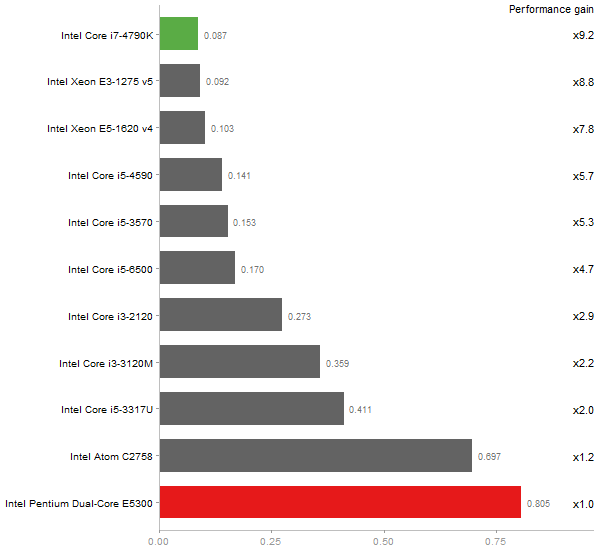 Performance gain
Intel Core i7-4790K 0.087 x9.2
Intel Xeon E3-1275 v5 0.092 x8.8
Intel Xeon E5-1620 v4 0.103 x7.8
Intel Core i5-4590 0.141 x5.7
Intel Core i5-3570 0.153 x5.3
Intel Core i5-6500 0.170 x4.7
Intel Core i3-2120 0.273 x2.9
Intel Core i3-3120M 0.359 x2.2
Intel Core i5-3317U 0.411 x2.0
Intel Atom C2758 0.697 x1.2
Intel Pentium Dual-Core E5300 0.805 x1.0
0.00 0.25 0.50 0.75